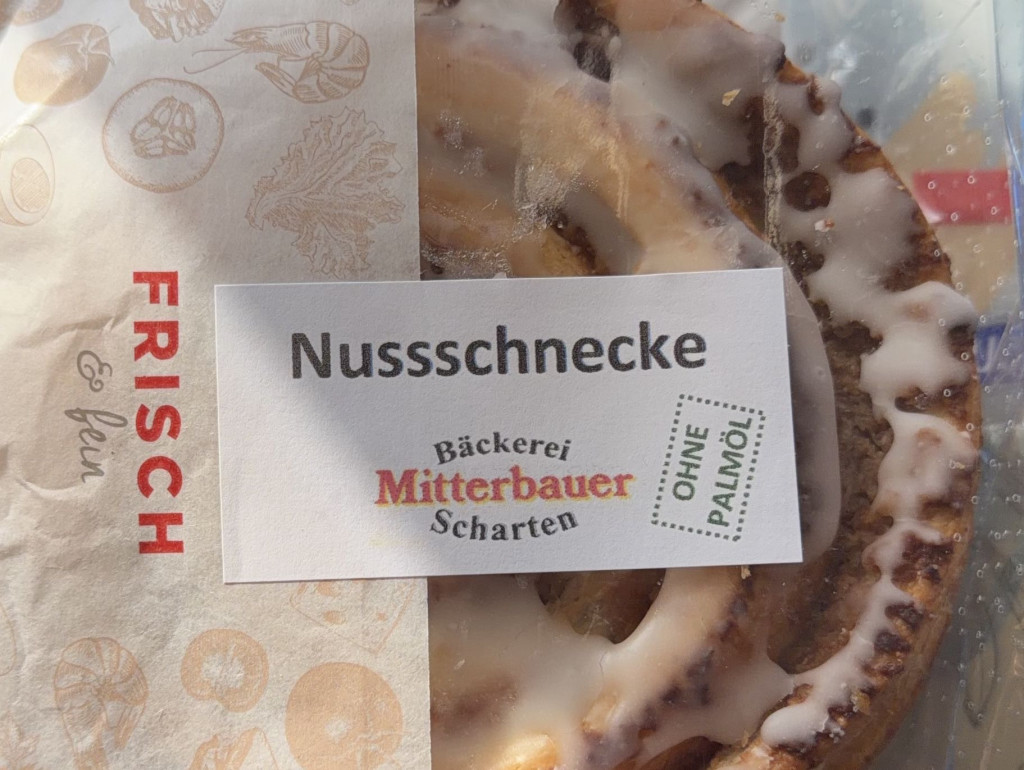 FRISCH
& fein
Nussschnecke
Bäckerei
Mitterbauer
Scharten
OHNE
PALMÖL